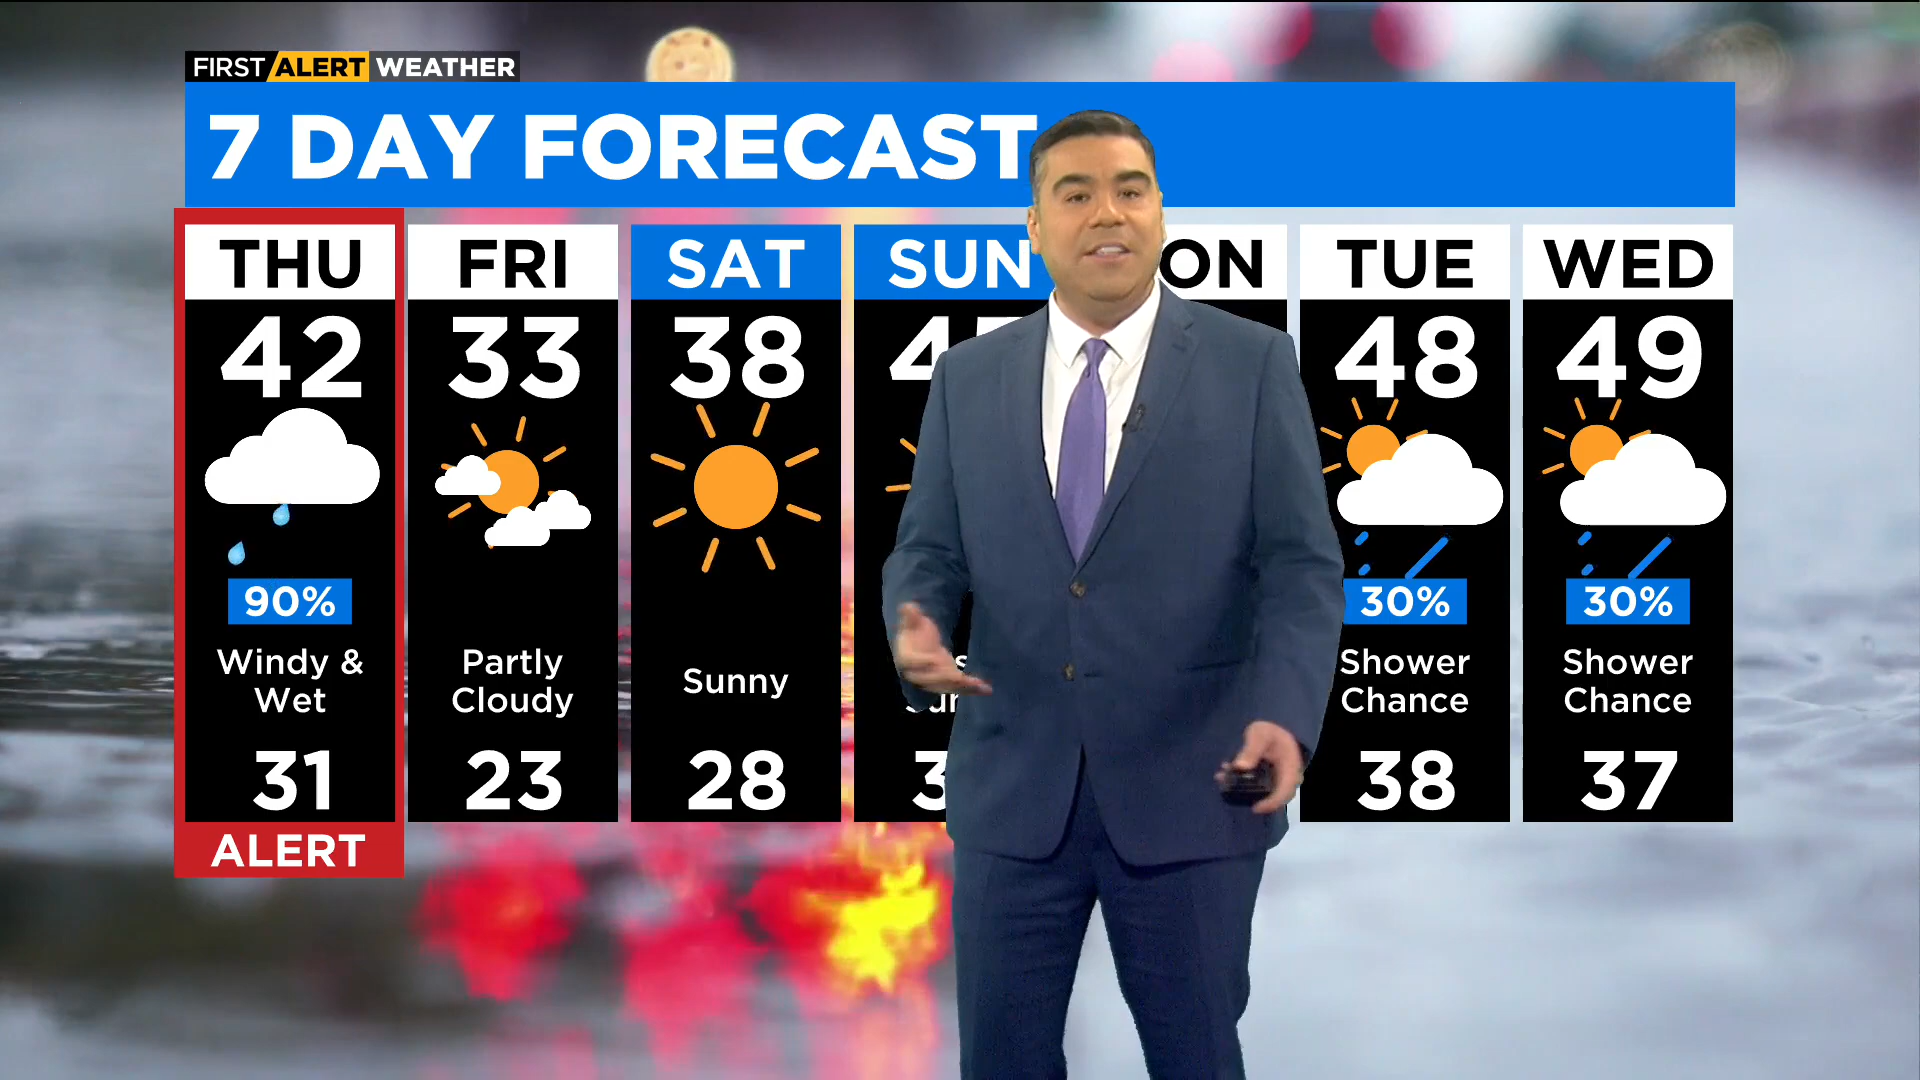 FIRST ALERT WEATHER
7 DAY FORECAST
THU
42
90%
Windy &
Wet
31
ALERT
FRI
33
Partly
Cloudy
23
SAT
38
Sunny
28
SUN
TUE
48
30%
Shower
Chance
38
WED
49
30%
Shower
Chance
37